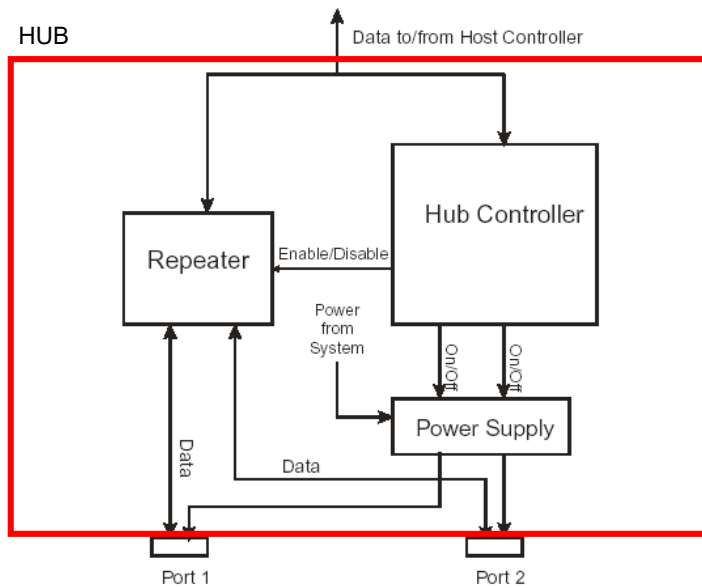 HUB
Data to/from Host Controller
Hub Controller
Repeater
Enable/Disable
Power
from
System
On/Off
On/Off
Power Supply
Data
Data
Port 1
Port 2